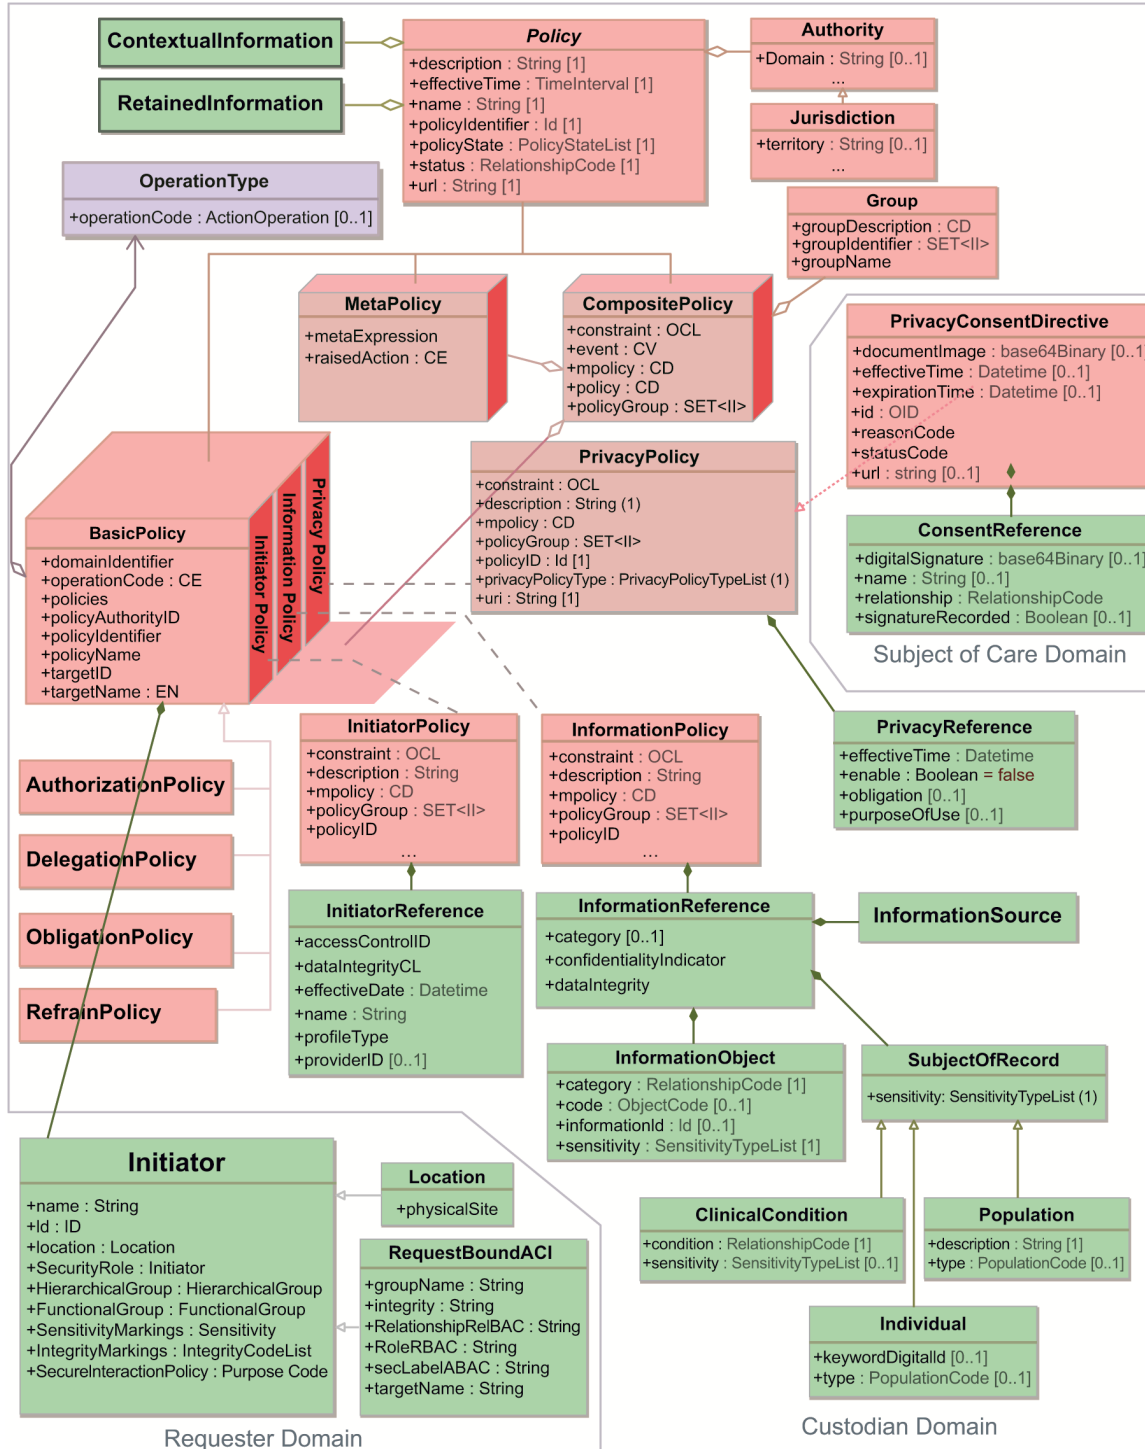 ContextualInformation
RetainedInformation
Policy
+description : String [1]
+effectiveTime : TimeInterval [1]
+name : String [1]
+policyIdentifier : Id [1]
+policyState : PolicyStateList [1]
+status : RelationshipCode [1]
+url : String [1]
Authority
+Domain : String [0..1]
...
Jurisdiction
+territory : String [0..1]
...
OperationType
+operationCode : ActionOperation [0..1]
Group
+groupDescription : CD
+groupIdentifier : SET<II>
+groupName
MetaPolicy
+metaExpression
+raisedAction : CE
CompositePolicy
+constraint : OCL
+event : CV
+mpolicy : CD
+policy : CD
+policyGroup : SET<II>
PrivacyConsentDirective
+documentImage : base64Binary [0..1]
+effectiveTime : Datetime [0..1]
+expirationTime : Datetime [0..1]
+id : OID
+reasonCode
+statusCode
+url : string [0..1]
ConsentReference
+digitalSignature : base64Binary [0..1]
+name : String [0..1]
+relationship : RelationshipCode
+signatureRecorded : Boolean [0..1]
Subject of Care Domain
PrivacyPolicy
+constraint : OCL
+description : String (1)
+mpolicy : CD
+policyGroup : SET<II>
+policyID : Id [1]
+privacyPolicyType : PrivacyPolicyTypeList (1)
+uri : String [1]
BasicPolicy
+domainIdentifier
+operationCode : CE
+policies
+policyAuthorityID
+policyIdentifier
+policyName
+targetID
+targetName : EN
Initiator Policy
Information Policy
Privacy Policy
InitiatorPolicy
+constraint : OCL
+description : String
+mpolicy : CD
+policyGroup : SET<II>
+policyID
...
InformationPolicy
+constraint : OCL
+description : String
+mpolicy : CD
+policyGroup : SET<II>
+policyID
...
PrivacyReference
+effectiveTime : Datetime
+enable : Boolean = false
+obligation [0..1]
+purposeOfUse [0..1]
AuthorizationPolicy
DelegationPolicy
ObligationPolicy
RefrainPolicy
InitiatorReference
+accessControlID
+dataIntegrityCL
+effectiveDate : Datetime
+name : String
+profileType
+providerID [0..1]
InformationReference
+category [0..1]
+confidentialityIndicator
+dataIntegrity
InformationSource
InformationObject
+category : RelationshipCode [1]
+code : ObjectCode [0..1]
+informationId : Id [0..1]
+sensitivity : SensitivityTypeList [1]
SubjectOfRecord
+sensitivity: SensitivityTypeList (1)
Initiator
+name : String
+Id : ID
+location : Location
+SecurityRole : Initiator
+HierarchicalGroup : HierarchicalGroup
+FunctionalGroup : FunctionalGroup
+SensitivityMarkings : Sensitivity
+IntegrityMarkings : IntegrityCodeList
+SecureInteractionPolicy : Purpose Code
Location
+physicalSite
RequestBoundACI
+groupName : String
+integrity : String
+RelationshipRelBAC : String
+RoleRBAC : String
+secLabelABAC : String
+targetName : String
Requester Domain
ClinicalCondition
+condition : RelationshipCode [1]
+sensitivity : SensitivityTypeList [0..1]
Population
+description : String [1]
+type : PopulationCode [0..1]
Individual
+keywordDigitalId [0..1]
+type : PopulationCode [0..1]
Custodian Domain